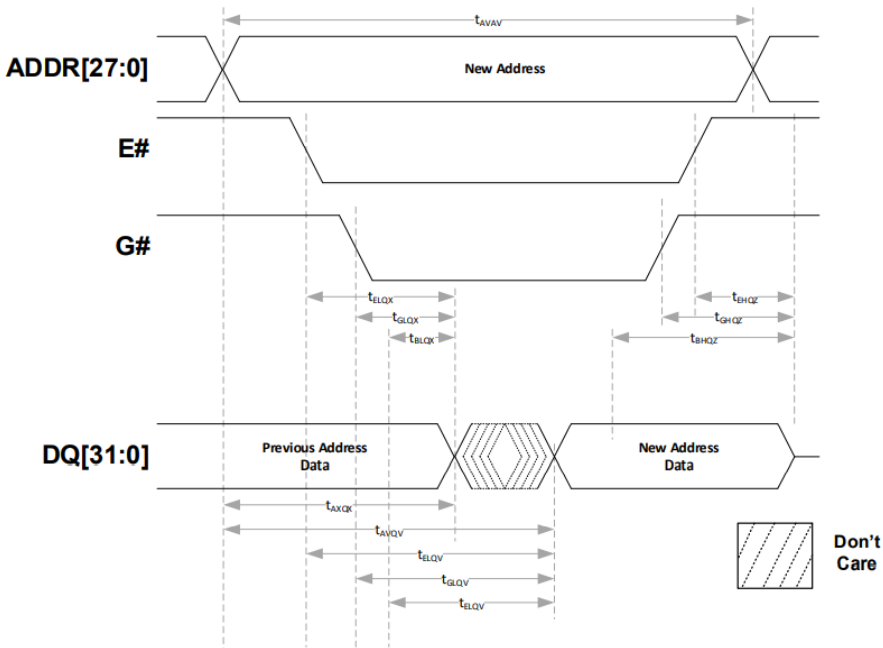 tAVAV
ADDR[27:0]
New Address
E#
G#
tELQX
tEHQZ
tGLQX
tGHQZ
tBLQX
tBHQZ
DQ[31:0]
Previous Address
Data
New Address
Data
tAXQX
tAVQV
tELQV
tGLQV
tELQV
Don't
Care